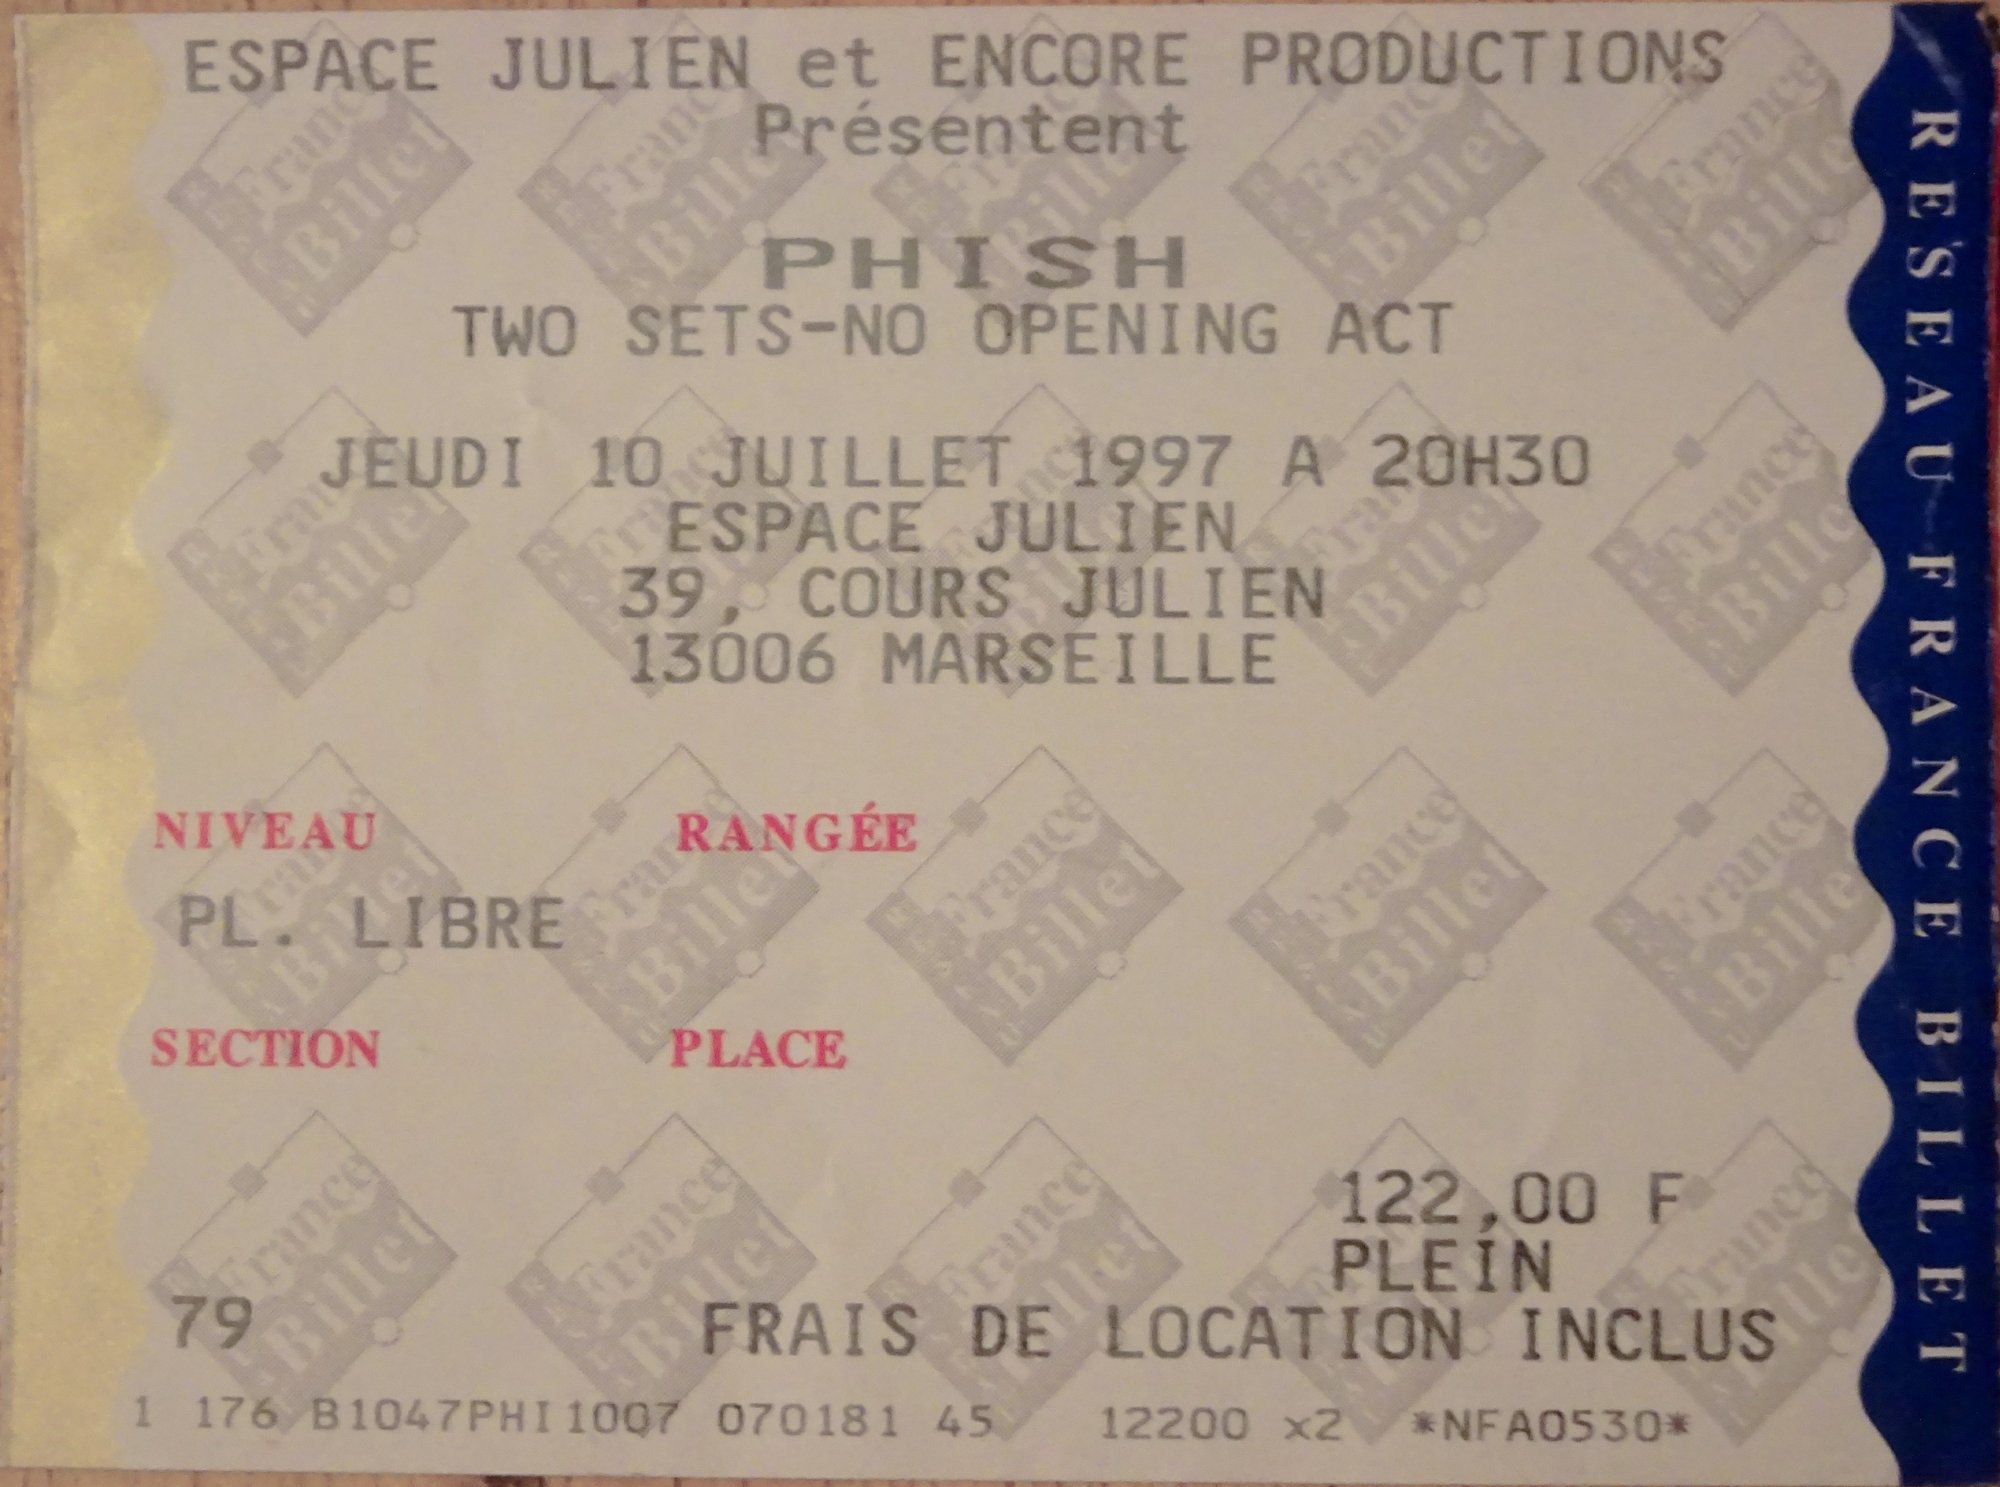 ESPACE JULIEN et ENCORE PRODUCTIONS
Présentent
PHISH
TWO SETS-NO OPENING ACT
JEUDI 10 JUILLET 1997 A 20H30
ESPACE JULIEN
39, COURS JULIEN
13006 MARSEILLE
NIVEAU RANGÉE
PL. LIBRE
SECTION PLACE
122,00 F
PLEIN
79 FRAIS DE LOCATION INCLUS
1 176 B1047PHI1007 070181 45 12200 x2 *NFA0530*
RESEAU FRANCE BILLET